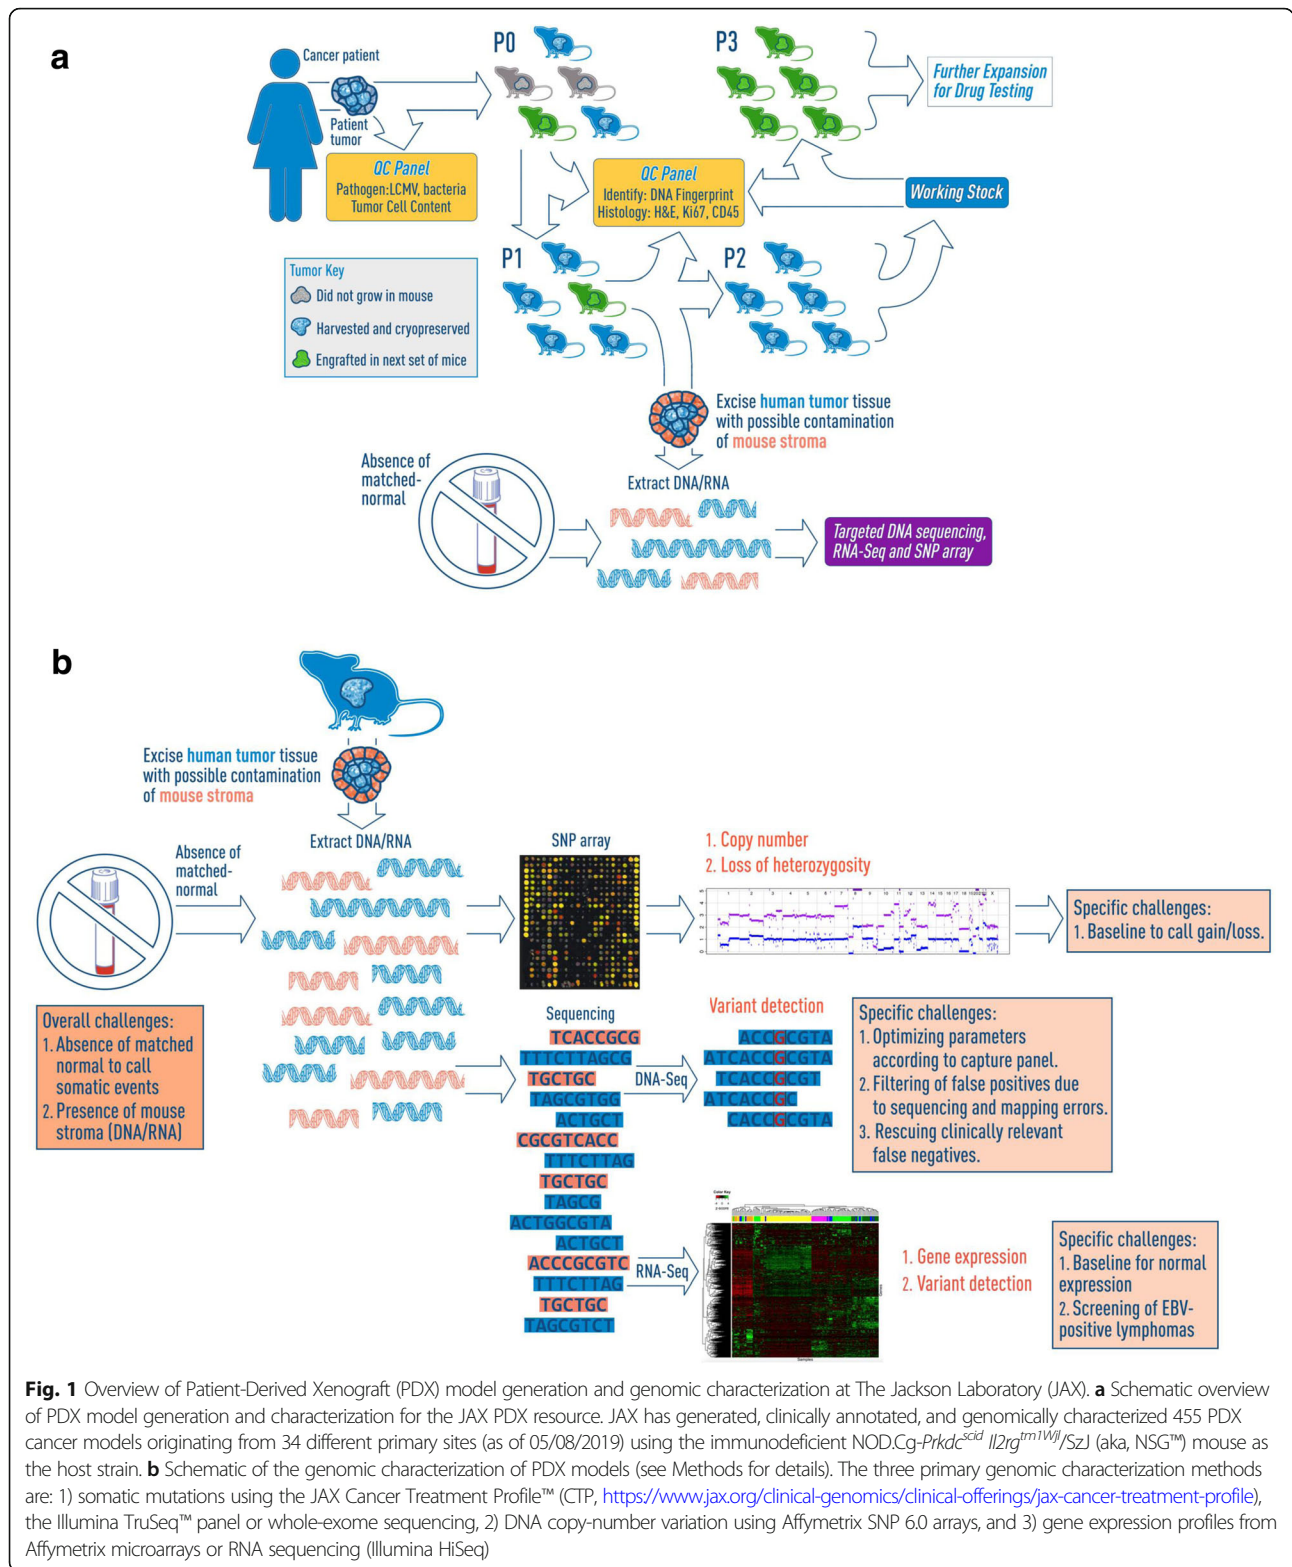 a
Cancer patient
Patient
tumor
QC Panel
Pathogen:LCMV, bacteria
Tumor Cell Content
P0
P3
Further Expansion
for Drug Testing
QC Panel
Identify: DNA Fingerprint
Histology: H&E, Ki67, CD45
Working Stock
P1
P2
Tumor Key
Did not grow in mouse
Harvested and cryopreserved
Engrafted in next set of mice
Excise human tumor tissue
with possible contamination
of mouse stroma
Absence of
matched-
normal
Extract DNA/RNA
Targeted DNA sequencing,
RNA-Seq and SNP array
b
Excise human tumor tissue
with possible contamination
of mouse stroma
Absence of
matched-
normal
Extract DNA/RNA
SNP array
1. Copy number
2. Loss of heterozygosity
Specific challenges:
1. Baseline to call gain/loss.
Overall challenges:
1. Absence of matched
normal to call
somatic events
2. Presence of mouse
stroma (DNA/RNA)
Sequencing
TCACCGCG
TTTCTTAGCG
TGCTGC
TAGCGTGG
ACTGCT
CGCGTCACC
TTTCTTAG
TGCTGC
TAGCG
ACTGGCGTA
ACTGCT
ACCCGCGTC
TTTCTTAG
TGCTGC
TAGCGTCT
DNA-Seq
Variant detection
ACCGCGTA
ATCACCGCGTA
TCACCGCGT
ATCACCGC
CACCGCGTA
Specific challenges:
1. Optimizing parameters
according to capture panel.
2. Filtering of false positives due
to sequencing and mapping errors.
3. Rescuing clinically relevant
false negatives.
RNA-Seq
Color Key
Samples
1. Gene expression
2. Variant detection
Specific challenges:
1. Baseline for normal
expression
2. Screening of EBV-
positive lymphomas
Fig. 1 Overview of Patient-Derived Xenograft (PDX) model generation and genomic characterization at The Jackson Laboratory (JAX). a Schematic overview
of PDX model generation and characterization for the JAX PDX resource. JAX has generated, clinically annotated, and genomically characterized 455 PDX
cancer models originating from 34 different primary sites (as of 05/08/2019) using the immunodeficient NOD.Cg-Prkdcscid Il2rgtm1Wjl/SzJ (aka, NSG™) mouse as
the host strain. b Schematic of the genomic characterization of PDX models (see Methods for details). The three primary genomic characterization methods
are: 1) somatic mutations using the JAX Cancer Treatment Profile™ (CTP, https://www.jax.org/clinical-genomics/clinical-offerings/jax-cancer-treatment-profile),
the Illumina TruSeq™ panel or whole-exome sequencing, 2) DNA copy-number variation using Affymetrix SNP 6.0 arrays, and 3) gene expression profiles from
Affymetrix microarrays or RNA sequencing (Illumina HiSeq)